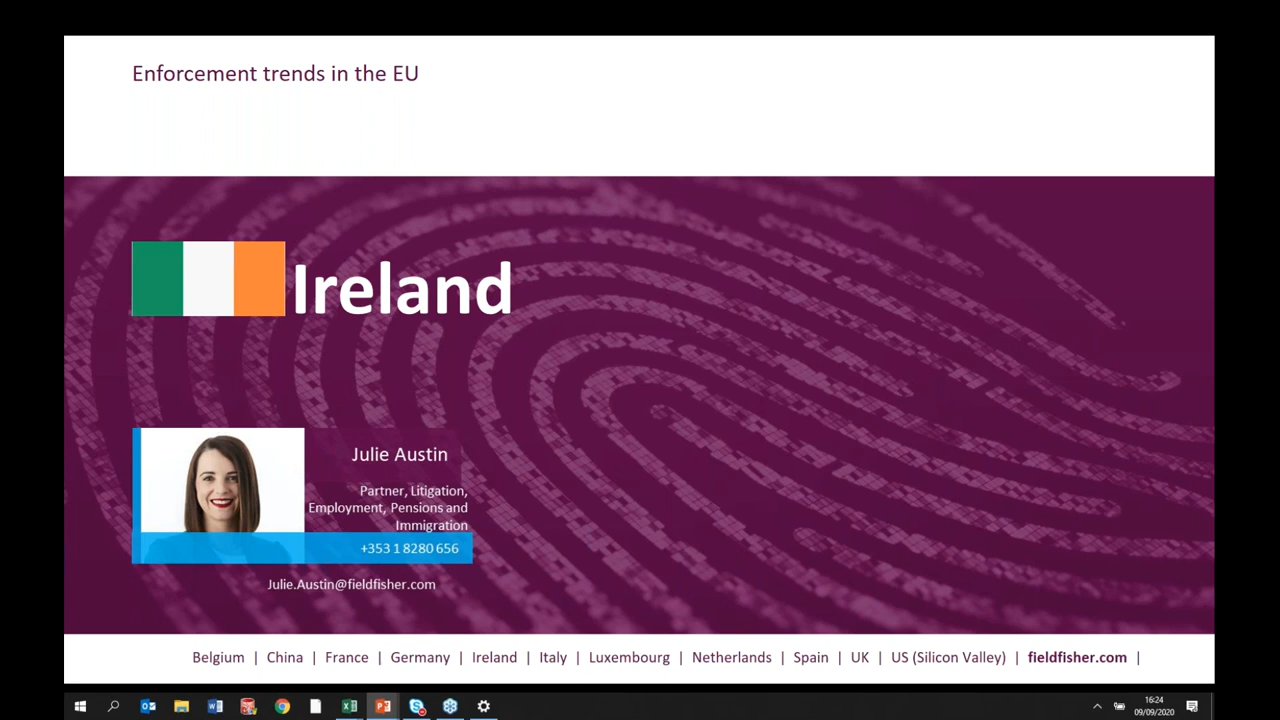 Enforcement trends in the EU
Ireland
Julie Austin
Partner, Litigation,
Employment, Pensions and
Immigration
+353 1 8280 656
Julie.Austin@fieldfisher.com
Belgium | China | France | Germany | Ireland | Italy | Luxembourg | Netherlands | Spain | UK | US (Silicon Valley) | fieldfisher.com |
16:24
09/09/2020